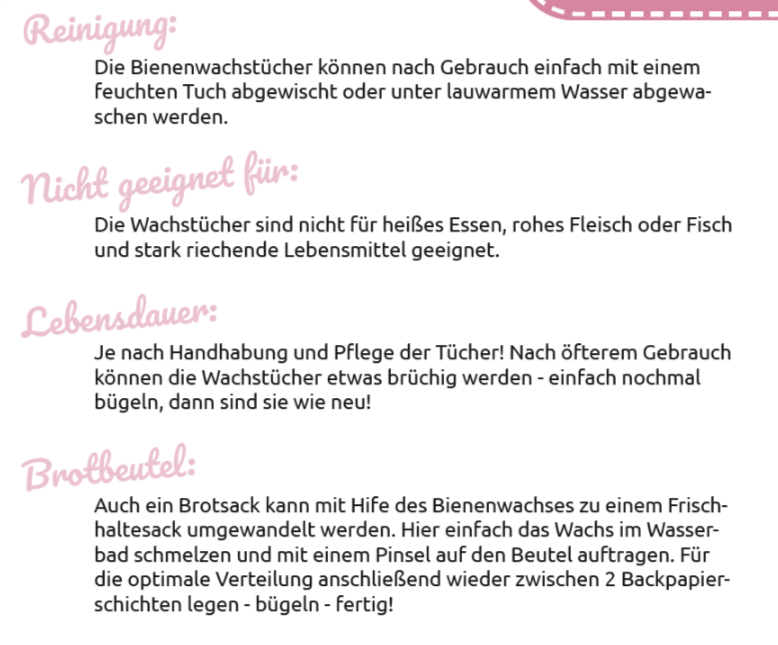 Reinigung:
Die Bienenwachstücher können nach Gebrauch einfach mit einem
feuchten Tuch abgewischt oder unter lauwarmem Wasser abgewa-
schen werden.
Nicht geeignet für:
Die Wachstücher sind nicht für heißes Essen, rohes Fleisch oder Fisch
und stark riechende Lebensmittel geeignet.
Lebensdauer:
Je nach Handhabung und Pflege der Tücher! Nach öfterem Gebrauch
können die Wachstücher etwas brüchig werden - einfach nochmal
bügeln, dann sind sie wie neu!
Brotbeutel:
Auch ein Brotsack kann mit Hife des Bienenwachses zu einem Frisch-
haltesack umgewandelt werden. Hier einfach das Wachs im Wasser-
bad schmelzen und mit einem Pinsel auf den Beutel auftragen. Für
die optimale Verteilung anschließend wieder zwischen 2 Backpapier-
schichten legen - bügeln - fertig!